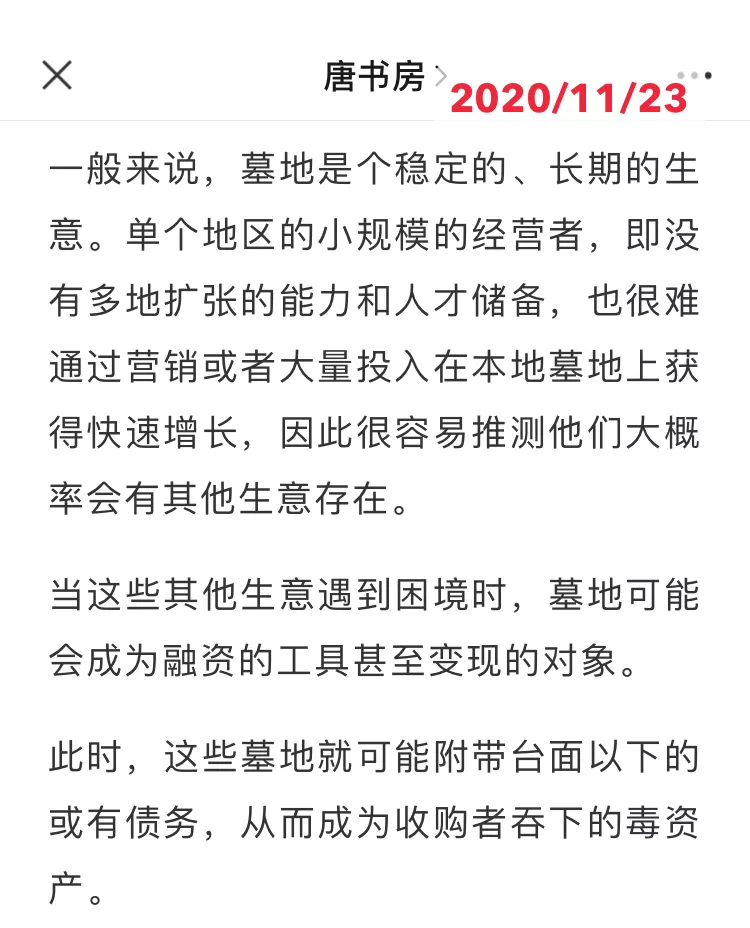 唐书房
2020/11/23
一般来说，墓地是个稳定的、长期的生
意。单个地区的小规模的经营者，即没
有多地扩张的能力和人才储备，也很难
通过营销或者大量投入在本地墓地上获
得快速增长，因此很容易推测他们大概
率会有其他生意存在。
当这些其他生意遇到困境时，墓地可能
会成为融资的工具甚至变现的对象。
此时，这些墓地就可能附带台面以下的
或有债务，从而成为收购者吞下的毒资
产。